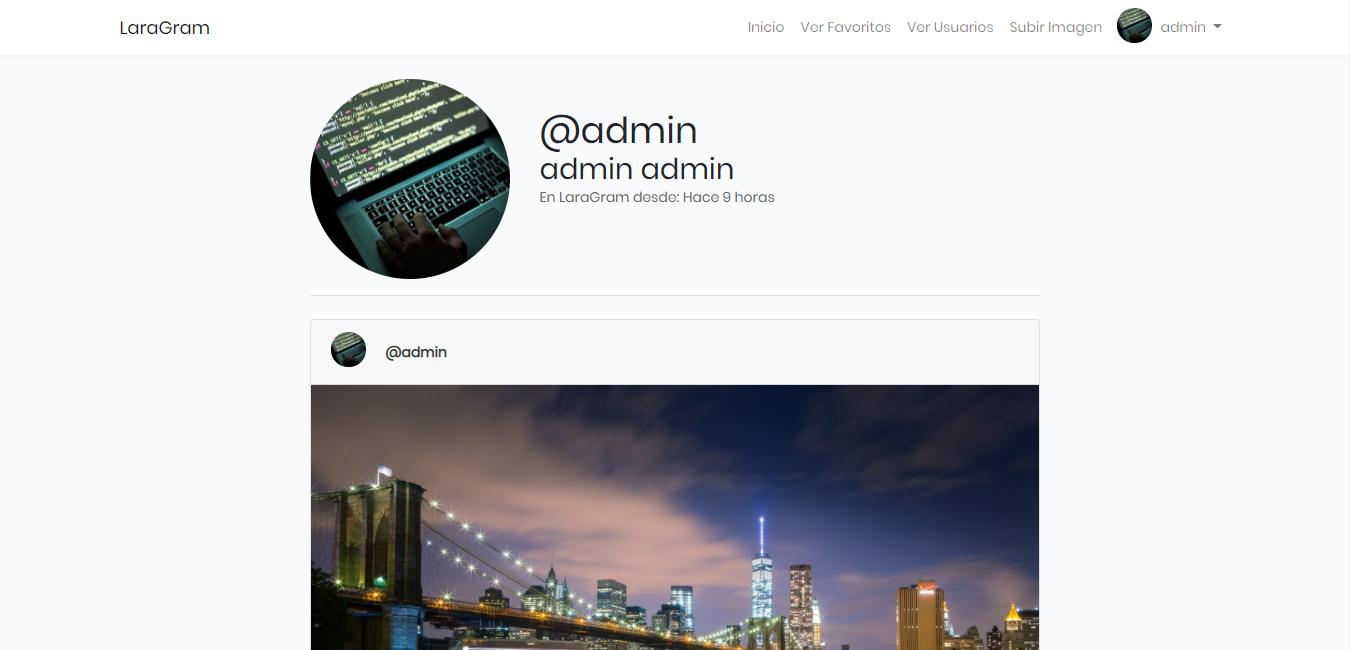 LaraGram
Inicio
Ver Favoritos
Ver Usuarios
Subir Imagen
admin
@admin
admin admin
En LaraGram desde: Hace 9 horas
@admin